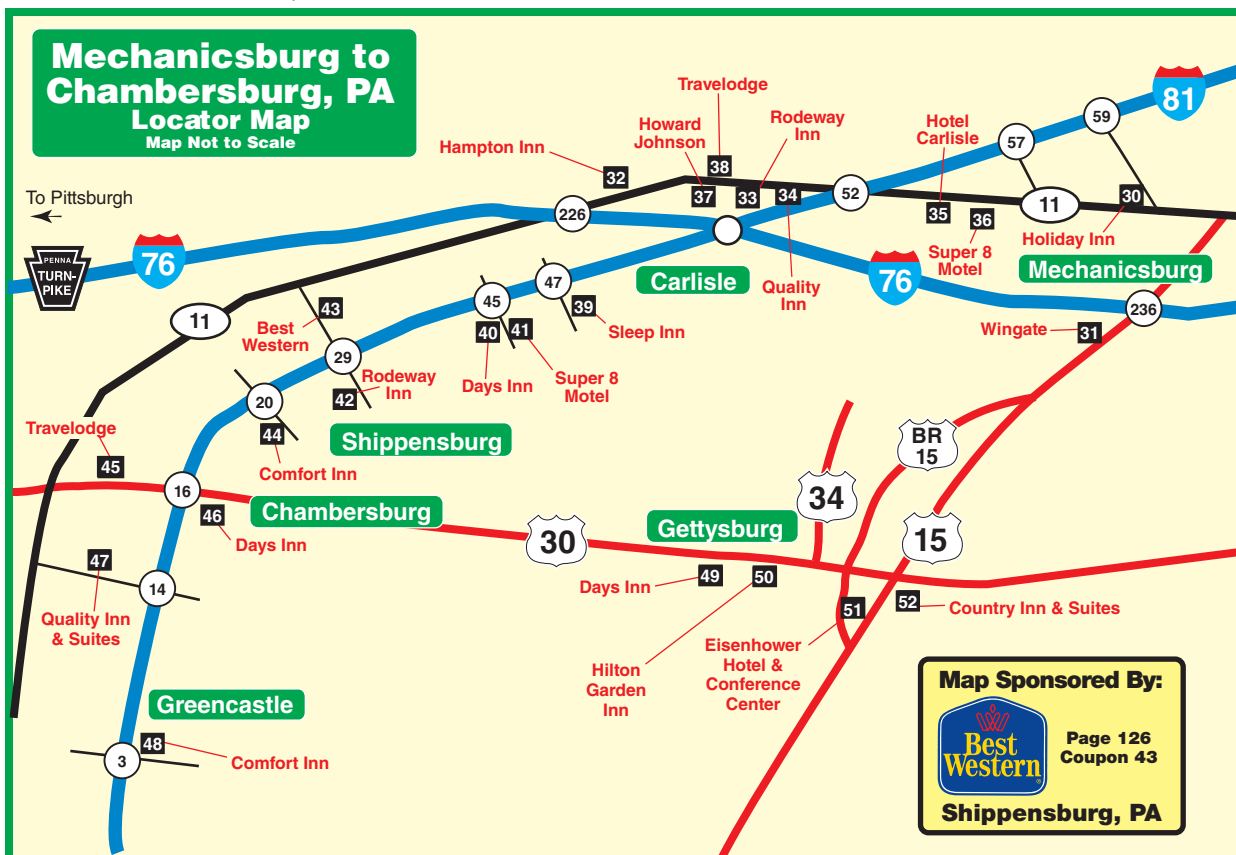 Mechanicsburg to
Chambersburg, PA
Locator Map
Map Not to Scale
To Pittsburgh
PENNA
TURN-
PIKE
76
Hampton Inn
32
226
Travelodge
38
Howard
Johnson
37
Rodeway
Inn
33
34
Quality
Inn
52
Hotel
Carlisle
35
36
Super 8
Motel
57
59
81
11
30
Holiday Inn
Mechanicsburg
Carlisle
76
236
Wingate
31
11
43
Best
Western
29
45
47
39
Sleep Inn
40
41
Days Inn
Super 8
Motel
Rodeway
Inn
42
20
44
Comfort Inn
Shippensburg
Travelodge
45
16
46
Days Inn
Chambersburg
30
Gettysburg
34
BR
15
15
47
Quality Inn
& Suites
14
Days Inn
49
50
Hilton
Garden
Inn
51
Eisenhower
Hotel &
Conference
Center
52
Country Inn & Suites
Greencastle
3
48
Comfort Inn
Map Sponsored By:
Best
Western
Page 126
Coupon 43
Shippensburg, PA